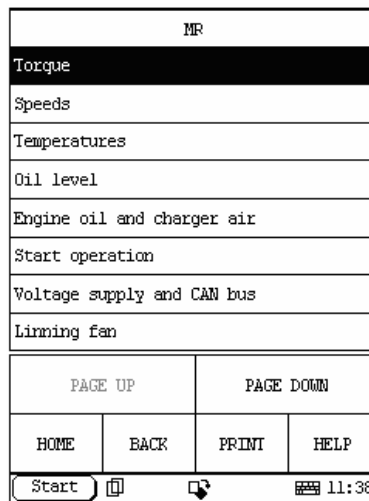 MR
Torque
Speeds
Temperatures
Oil level
Engine oil and charger air
Start operation
Voltage supply and CAN bus
Linning fan
PAGE UP PAGE DOWN
HOME BACK PRINT HELP
Start 11:38